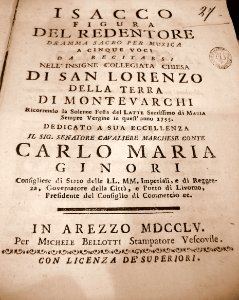 27
ISACCO
FIGURA
DEL REDENTORE
DRAMMA SACRO PER MUSICA
A CINQUE VOCI
DA RECITARSI
NELL' INSIGNE COLLEGIATA CHIESA
DI SAN LORENZO
DELLA TERRA
DI MONTEVARCHI
Ricorrendo la Solenne Festa del LATTE Santissimo di MARIA
Sempre Vergine in quest' anno 1755.
DEDICATO A SUA ECCELLENZA
IL SIG. SENATORE CAVALIERE MARCHESE CONTE
CARLO MARIA
GINORI
Consigliere di Stato delle LL. MM. Imperiali, e di Reggen-
za, Governatore della Città, e Porto di Livorno,
Presidente del Consiglio di Commercio ec.
IN AREZZO MDCCLV.
Per MICHELE BELLOTTI Stampatore Vescovile.
CON LICENZA DE' SUPERIORI.